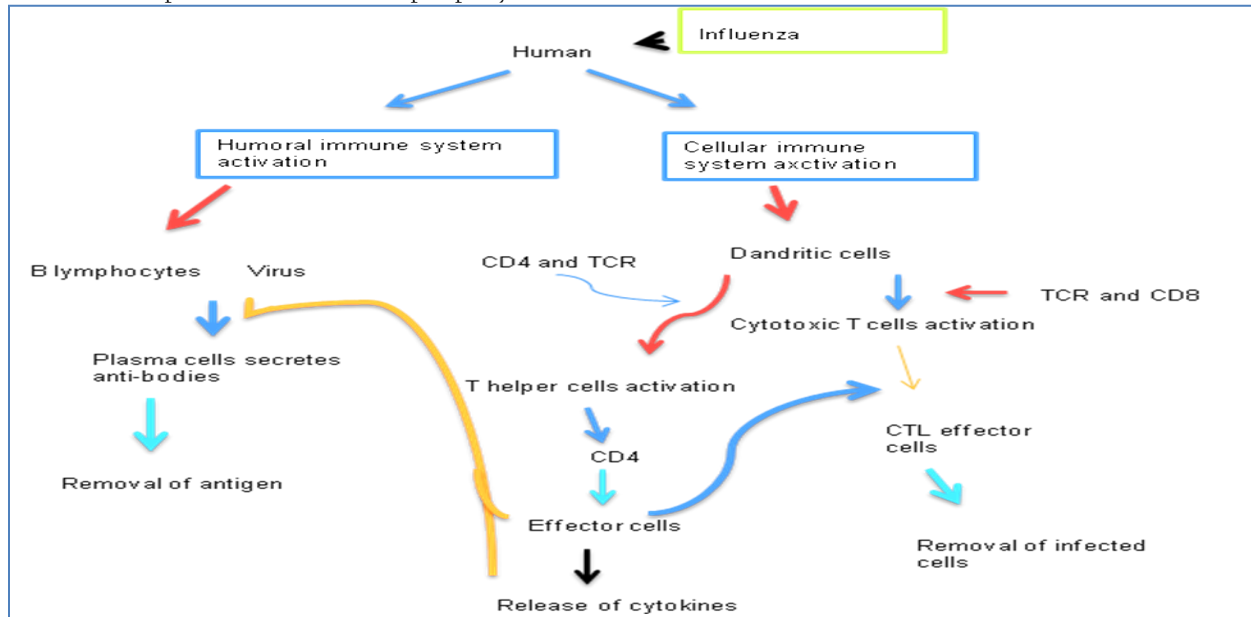 Influenza
Human
Humoral immune system
activation
Cellular immune
system axctivation
Dandritic cells
CD4 and TCR
B lymphocytes
Virus
TCR and CD8
Cytotoxic T cells activation
Plasma cells secretes
anti-bodies
T helper cells activation
CTL effector
cells
CD4
Removal of antigen
Effector cells
Removal of infected
cells
Release of cytokines